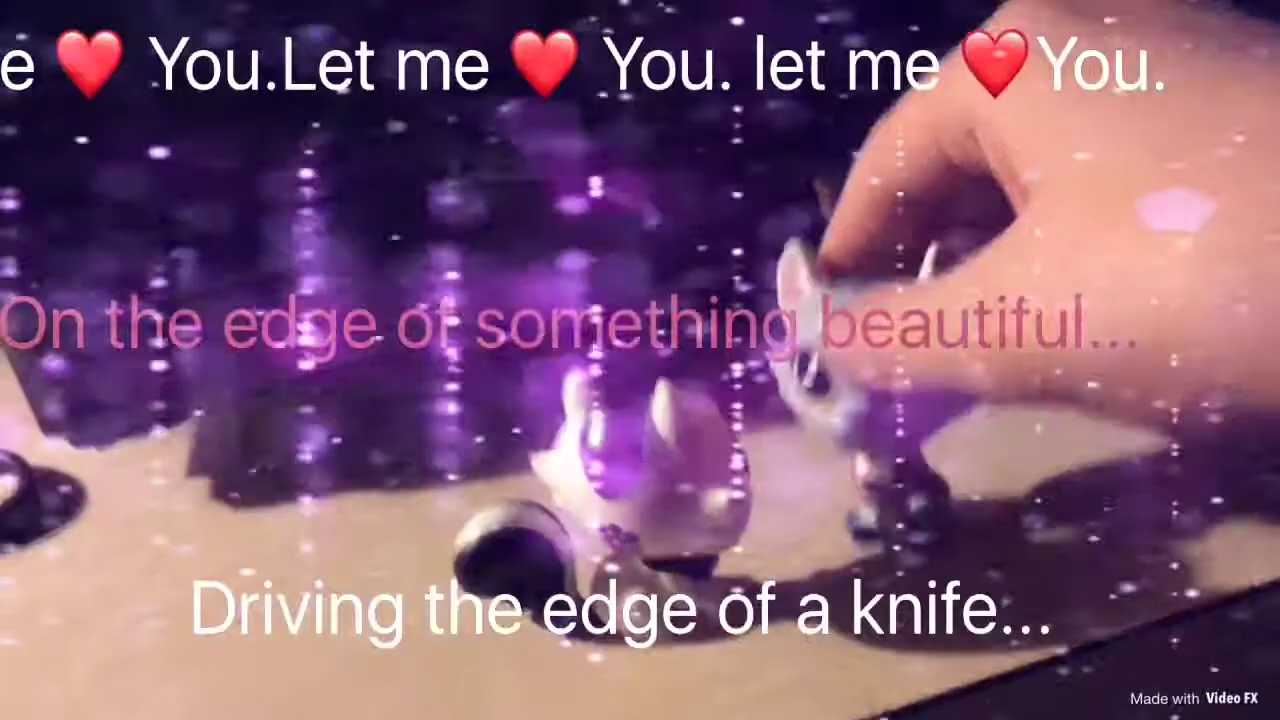 e ❤️ You.Let me ❤️ You. let me ❤️You.
On the edge of something beautiful...
Driving the edge of a knife...
Made with Video FX